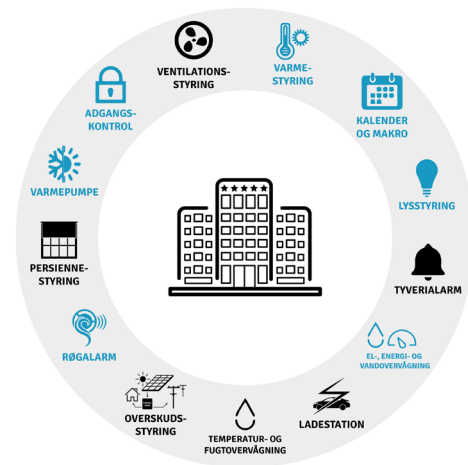 VENTILATIONS-
STYRING
VARME-
STYRING
KALENDER
OG MAKRO
LYSSTYRING
TYVERIALARM
EL-, ENERGI- OG
VANDOVERVÅGNING
LADESTATION
TEMPERATUR- OG
FUGTOVERVÅGNING
OVERSKUDS-
STYRING
RØGALARM
PERSIENNE-
STYRING
VARMEPUMPE
ADGANGS-
KONTROL